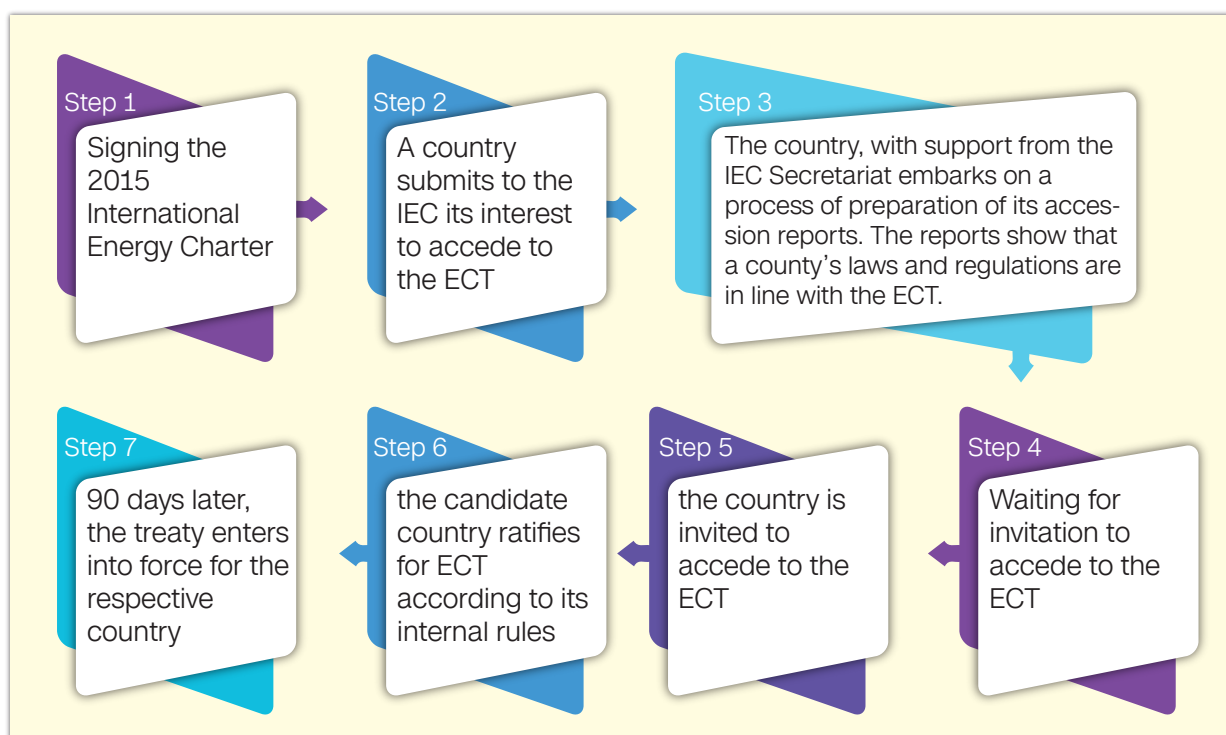 Step 1
Signing the
2015
International
Energy Charter
Step 2
A country
submits to the
IEC its interest
to accede to
the ECT
Step 3
The country, with support from the
IEC Secretariat embarks on a
process of preparation of its acces-
sion reports. The reports show that
a county’s laws and regulations are
in line with the ECT.
Step 4
Waiting for
invitation to
accede to the
ECT
Step 5
the country is
invited to
accede to the
ECT
Step 6
the candidate
country ratifies
for ECT
according to its
internal rules
Step 7
90 days later,
the treaty enters
into force for the
respective
country